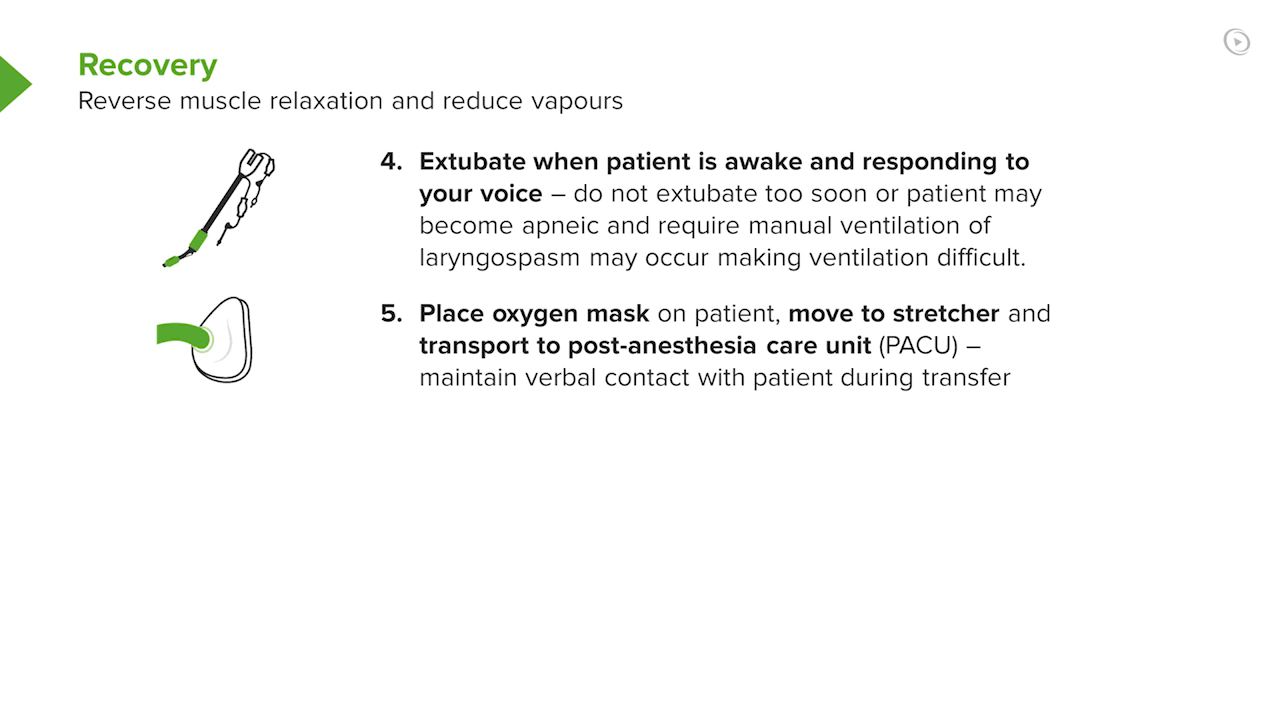 Recovery
Reverse muscle relaxation and reduce vapours
4. Extubate when patient is awake and responding to
your voice – do not extubate too soon or patient may
become apneic and require manual ventilation of
laryngospasm may occur making ventilation difficult.
5. Place oxygen mask on patient, move to stretcher and
transport to post-anesthesia care unit (PACU) –
maintain verbal contact with patient during transfer